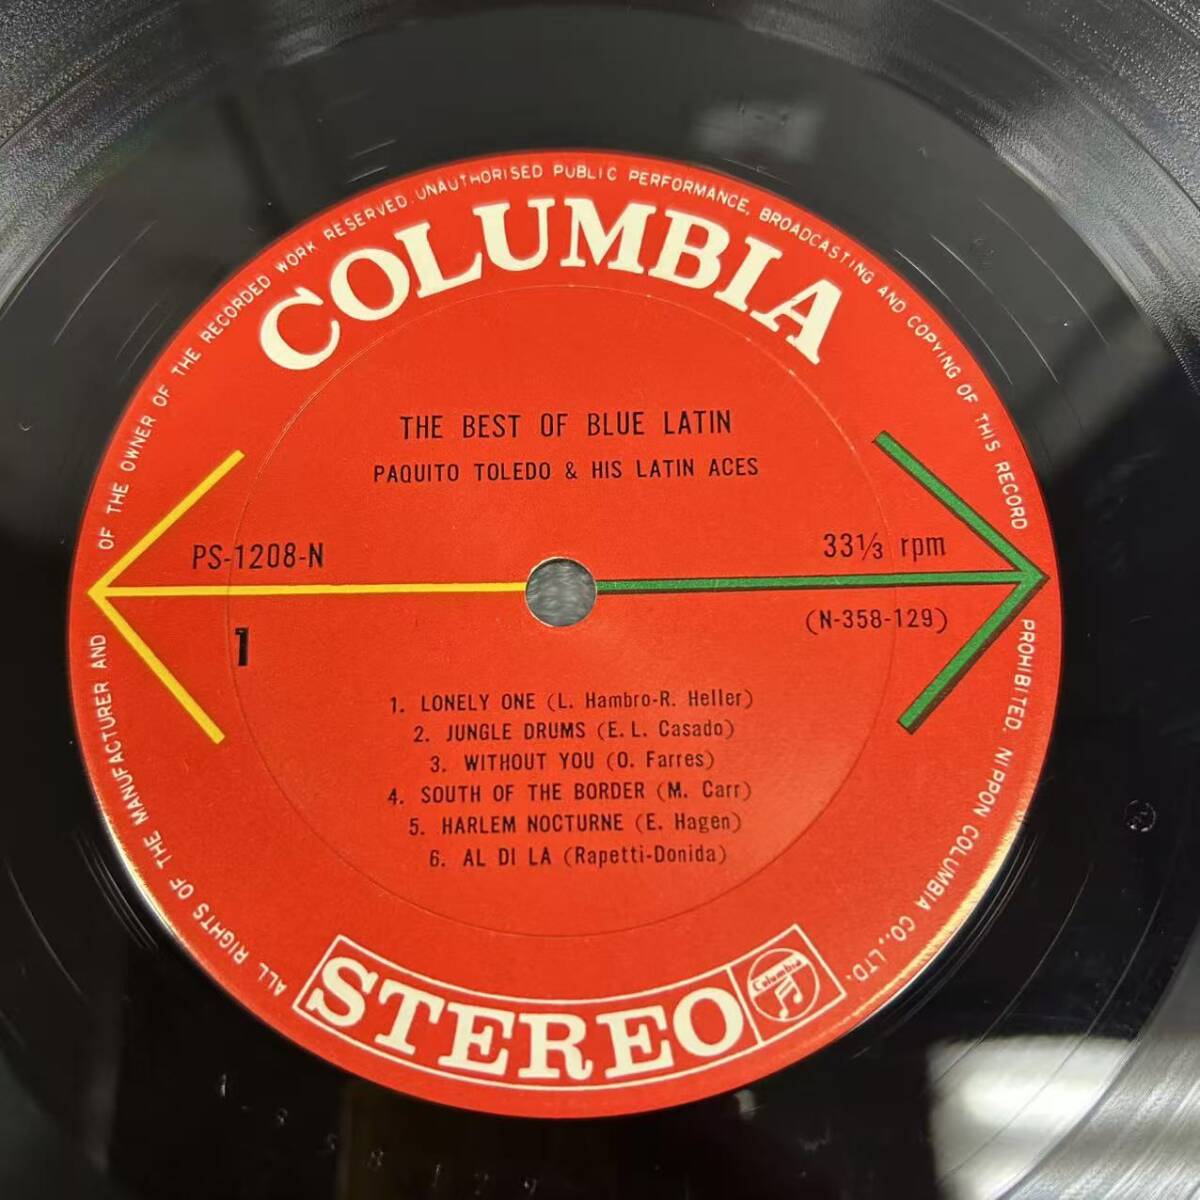 ALL RIGHTS OF THE MANUFACTURER AND OF THE OWNER OF THE RECORDED WORK RESERVED. UNAUTHORISED PUBLIC PERFORMANCE, BROADCASTING AND COPYING OF THIS RECORD PROHIBITED. NIPPON COLUMBIA CO., LTD.
COLUMBIA
THE BEST OF BLUE LATIN
PAQUITO TOLEDO & HIS LATIN ACES
PS-1208-N
33⅓ rpm
(N-358-129)
1
1. LONELY ONE (L. Hambro-R. Heller)
2. JUNGLE DRUMS (E. L. Casado)
3. WITHOUT YOU (O. Farres)
4. SOUTH OF THE BORDER (M. Carr)
5. HARLEM NOCTURNE (E. Hagen)
6. AL DI LA (Rapetti-Donida)
STEREO
Columbia